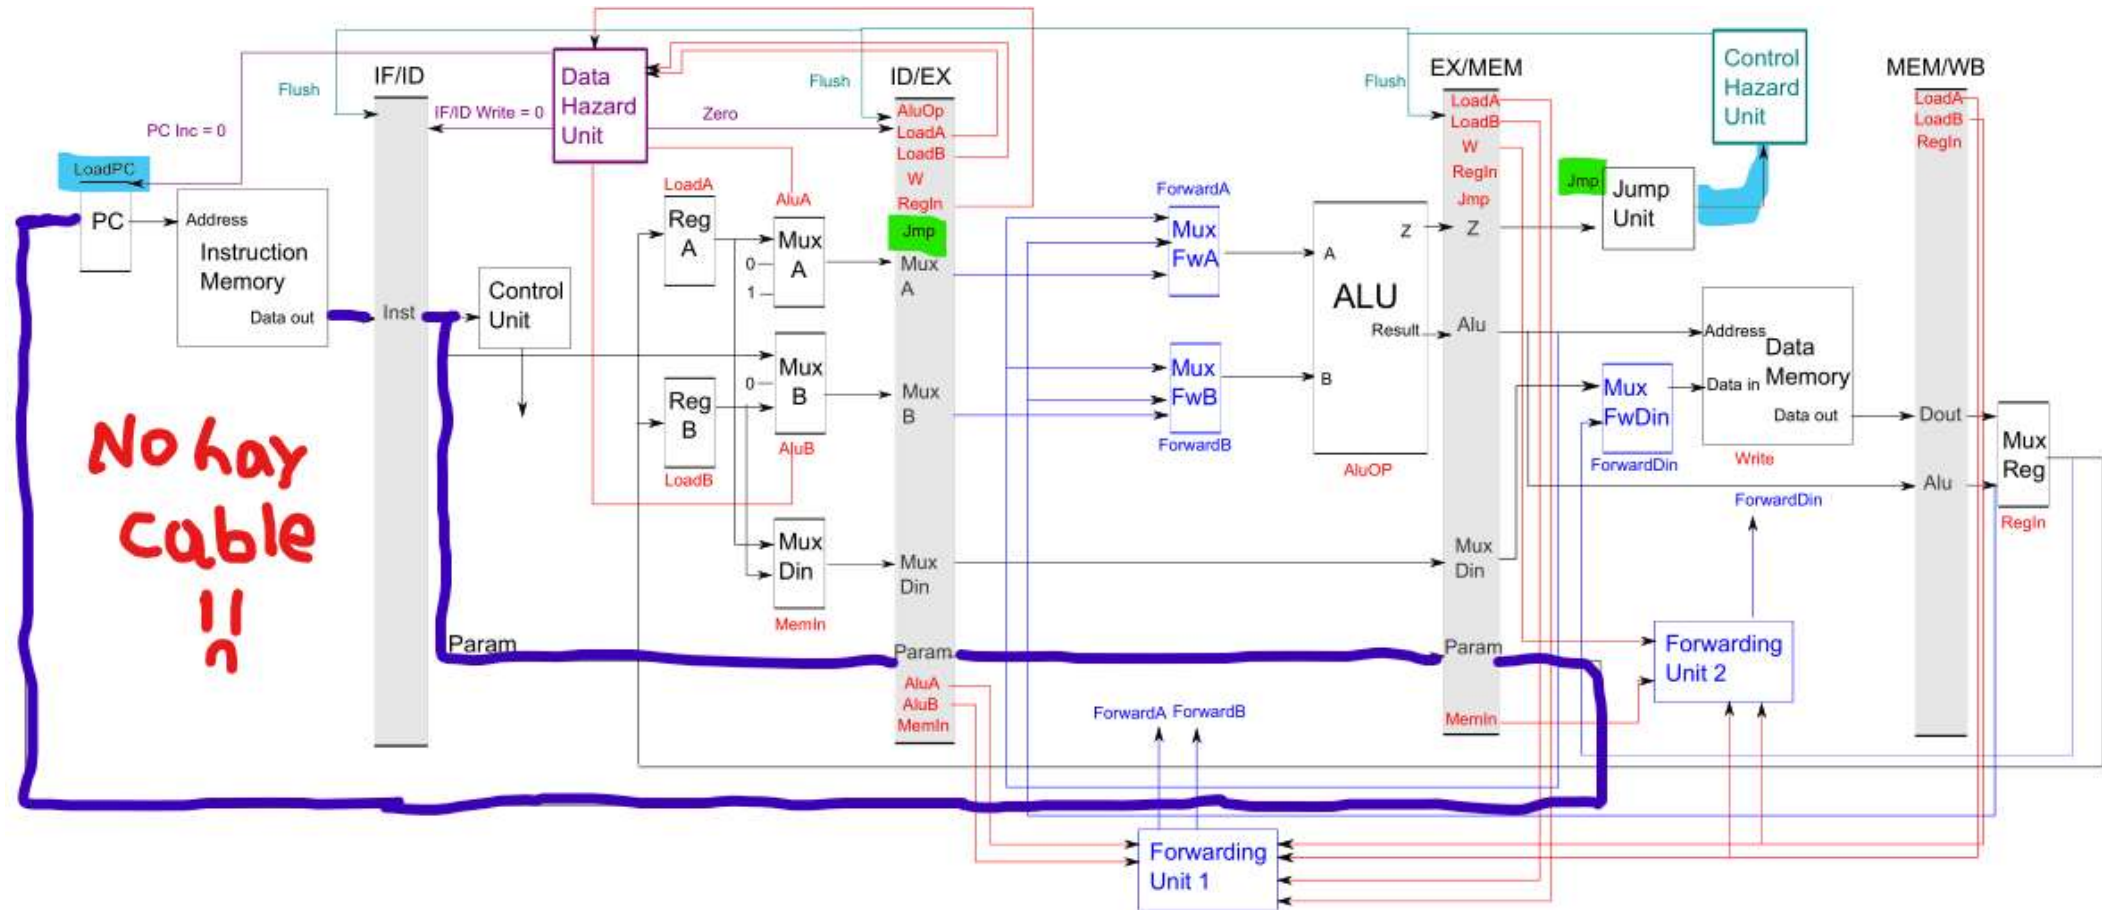 IF/ID
Flush
PC Inc = 0
LoadPC
PC
Address
Instruction
Memory
Data out
Inst
IF/ID Write = 0
Data
Hazard
Unit
Zero
Control
Unit
No hay
cable
Param
LoadA
Reg
A
Reg
B
LoadB
AluA
Mux
A
0
1
Mux
B
0
AluB
Mux
Din
MemIn
Flush
ID/EX
AluOp
LoadA
LoadB
W
RegIn
Jmp
Mux
A
Mux
B
Mux
Din
Param
AluA
AluB
MemIn
ForwardA
Mux
FwA
Mux
FwB
ForwardB
A
B
Z
ALU
Result
AluOP
ForwardA ForwardB
Forwarding
Unit 1
Flush
EX/MEM
LoadA
LoadB
W
RegIn
Jmp
Z
Alu
Mux
Din
Param
MemIn
Jmp
Jump
Unit
Control
Hazard
Unit
Address
Data
Memory
Data in
Data out
Write
Mux
FwDin
ForwardDin
ForwardDin
Forwarding
Unit 2
MEM/WB
LoadA
LoadB
RegIn
Dout
Alu
Mux
Reg
RegIn